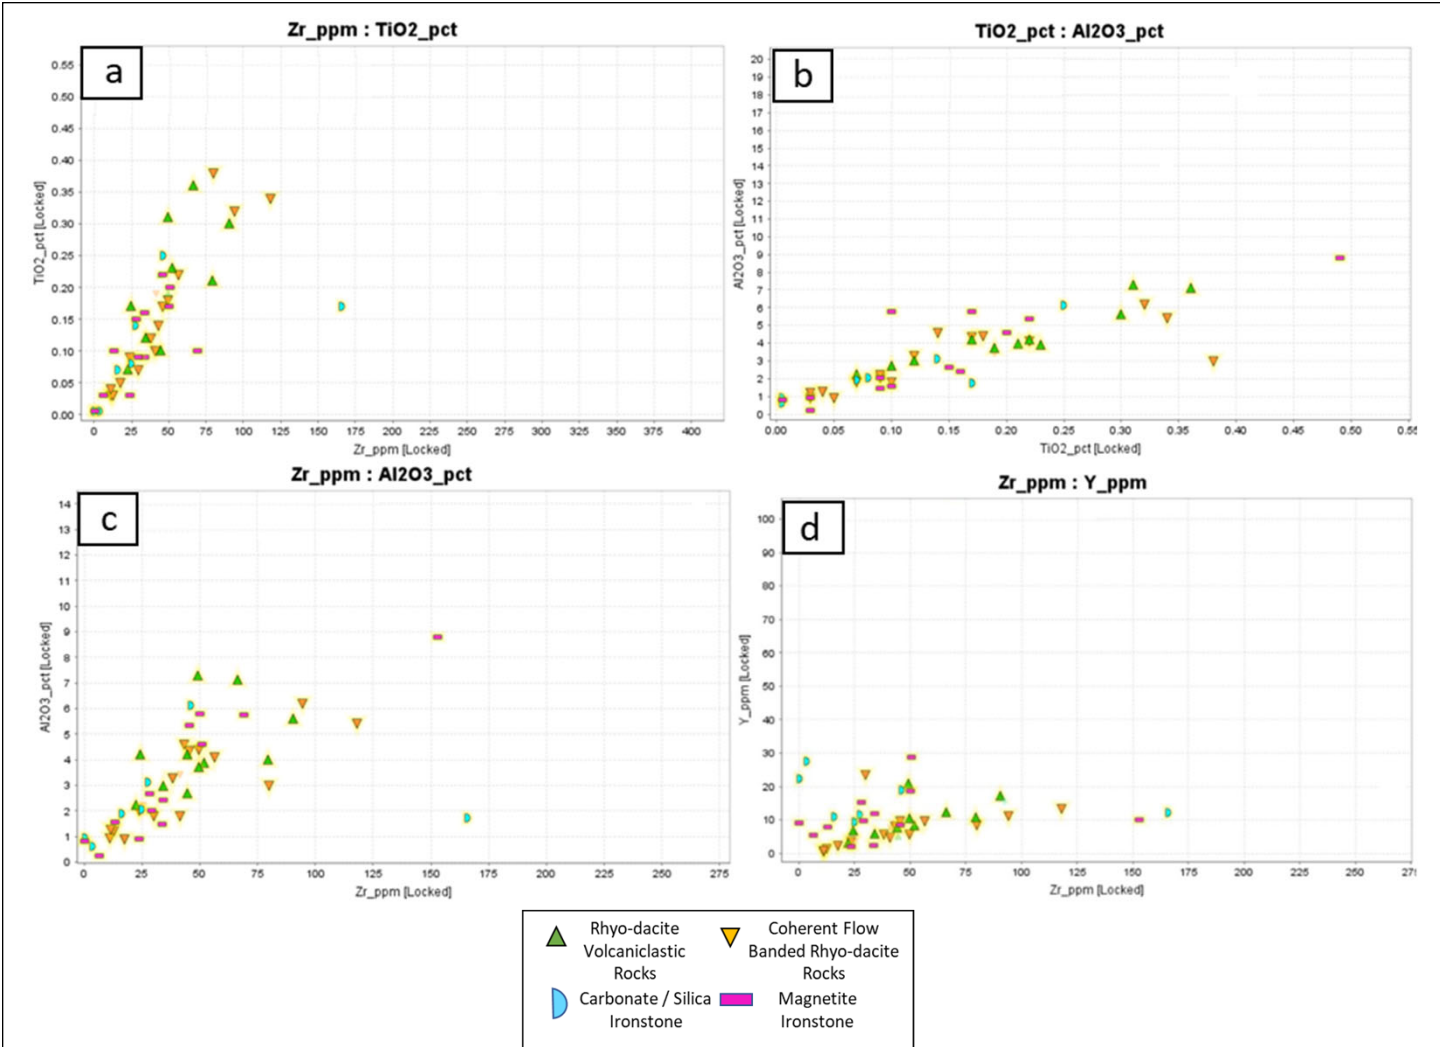 Zr_ppm : TiO2_pct
a
0.55
0.50
0.45
0.40
0.35
0.30
0.25
0.20
0.15
0.10
0.05
0.00
TiO2_pct [Locked]
0 25 50 75 100 125 150 175 200 225 250 275 300 325 350 375 400
Zr_ppm [Locked]
TiO2_pct : Al2O3_pct
b
20
19
18
17
16
15
14
13
12
11
10
9
8
7
6
5
4
3
2
1
0
Al2O3_pct [Locked]
0.00 0.05 0.10 0.15 0.20 0.25 0.30 0.35 0.40 0.45 0.50 0.55
TiO2_pct [Locked]
Zr_ppm : Al2O3_pct
c
14
13
12
11
10
9
8
7
6
5
4
3
2
1
0
Al2O3_pct [Locked]
0 25 50 75 100 125 150 175 200 225 250 275
Zr_ppm [Locked]
Zr_ppm : Y_ppm
d
100
90
80
70
60
50
40
30
20
10
0
Y_ppm [Locked]
0 25 50 75 100 125 150 175 200 225 250
Zr_ppm [Locked]
Rhyo-dacite
Volcaniclastic
Rocks
Coherent Flow
Banded Rhyo-dacite
Rocks
Carbonate / Silica
Ironstone
Magnetite
Ironstone